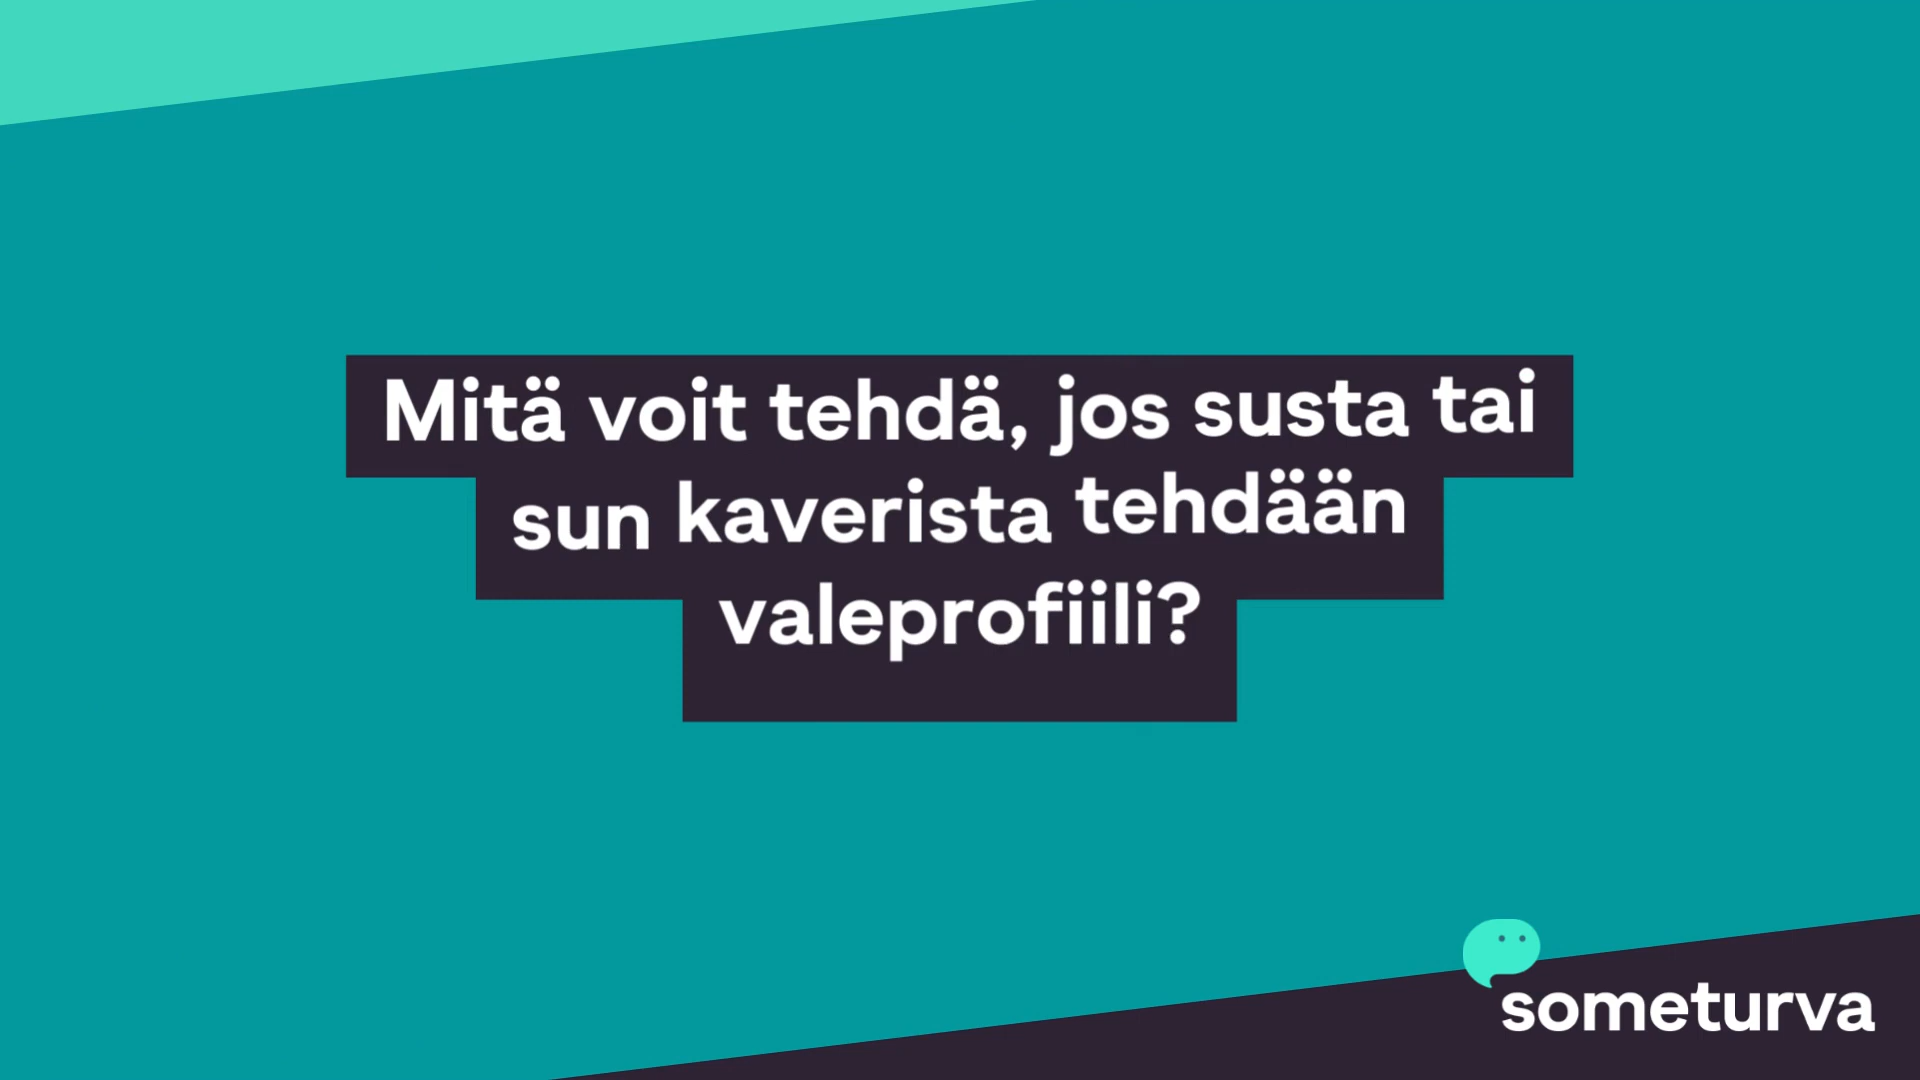 Mitä voit tehdä, jos susta tai
sun kaverista tehdään
valeprofiili?
someturva